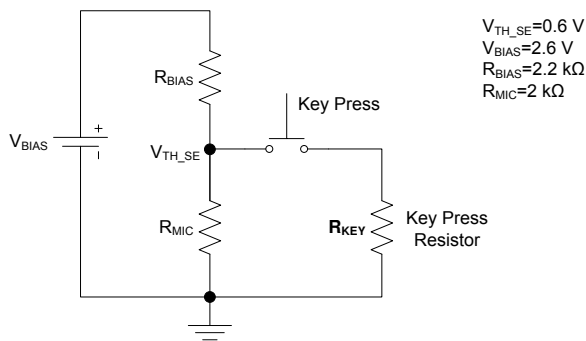 V_TH_SE=0.6 V
V_BIAS=2.6 V
R_BIAS=2.2 kΩ
R_MIC=2 kΩ
R_BIAS
Key Press
V_BIAS
+
-
V_TH_SE
R_MIC
R_KEY
Key Press
Resistor